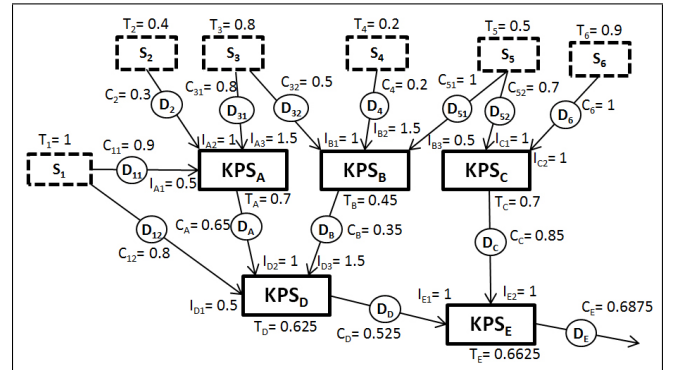 T2= 0.4
T3= 0.8
T4= 0.2
T5= 0.5
T6= 0.9
S2
S3
S4
S5
S6
C2= 0.3
C31= 0.8
C32= 0.5
C4= 0.2
C51= 1
C52= 0.7
C6= 1
D2
D31
D32
D4
D51
D52
D6
T1= 1
C11= 0.9
IA2= 1
IA3= 1.5
IB1= 1
IB2= 1.5
IB3= 0.5
IC1= 1
IC2= 1
S1
D11
IA1= 0.5
KPSA
KPSB
KPSC
TA= 0.7
TB= 0.45
TC= 0.7
D12
C12= 0.8
CA= 0.65
DA
DB
CB= 0.35
DC
CC= 0.85
ID2= 1
ID3= 1.5
ID1= 0.5
KPSD
TD= 0.625
DD
CD= 0.525
IE1= 1
IE2= 1
KPSE
TE= 0.6625
CE= 0.6875
DE